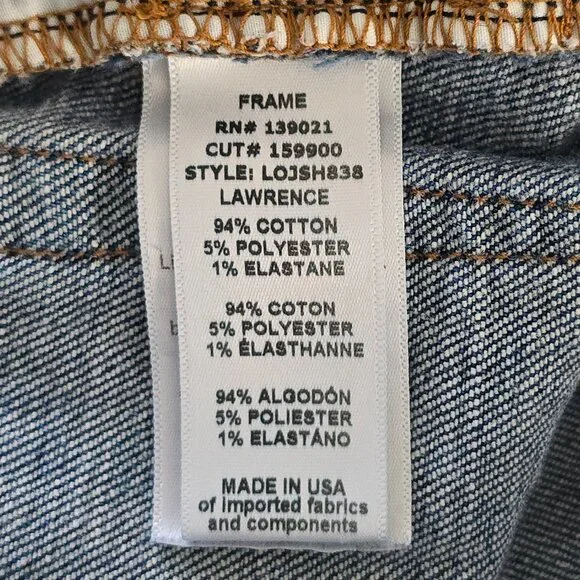 FRAME
RN# 139021
CUT# 159900
STYLE: LOJSH838
LAWRENCE
94% COTTON
5% POLYESTER
1% ELASTANE
94% COTON
5% POLYESTER
1% ÉLASTHANNE
94% ALGODÓN
5% POLIESTER
1% ELASTÁNO
MADE IN USA
of imported fabrics
and components